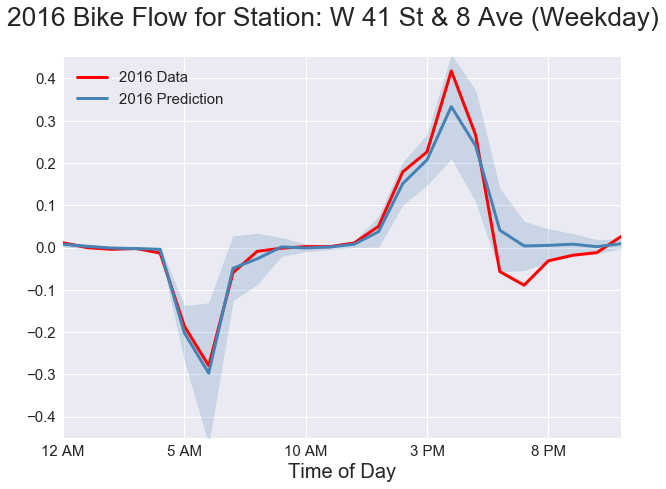 2016 Bike Flow for Station: W 41 St & 8 Ave (Weekday)
2016 Data
2016 Prediction
0.4
0.3
0.2
0.1
0.0
−0.1
−0.2
−0.3
−0.4
12 AM 5 AM 10 AM 3 PM 8 PM
Time of Day